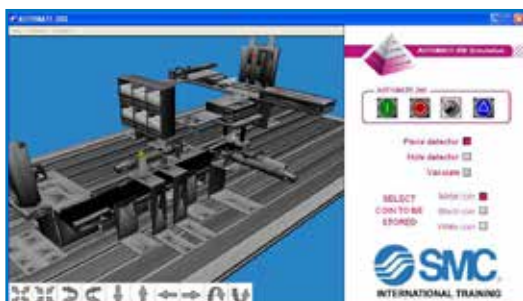 AUTOMATE-200
AUTOMATE-200 Simulation
AUTOMATE-200
Piece detector
Hole detector
Vacuum
SELECT
COIN TO BE
STORED
Metal coin
Black coin
White coin
SMC
INTERNATIONAL TRAINING